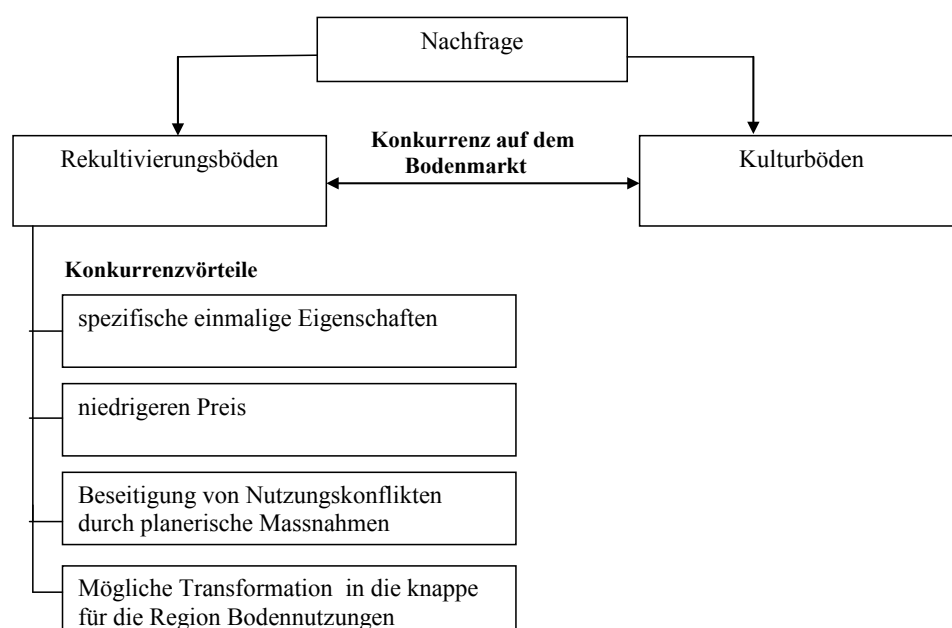 Nachfrage
Konkurrenz auf dem
Bodenmarkt
Rekultivierungsböden
Kulturböden
Konkurrenzvörteile
spezifische einmalige Eigenschaften
niedrigeren Preis
Beseitigung von Nutzungskonflikten
durch planerische Massnahmen
Mögliche Transformation in die knappe
für die Region Bodennutzungen